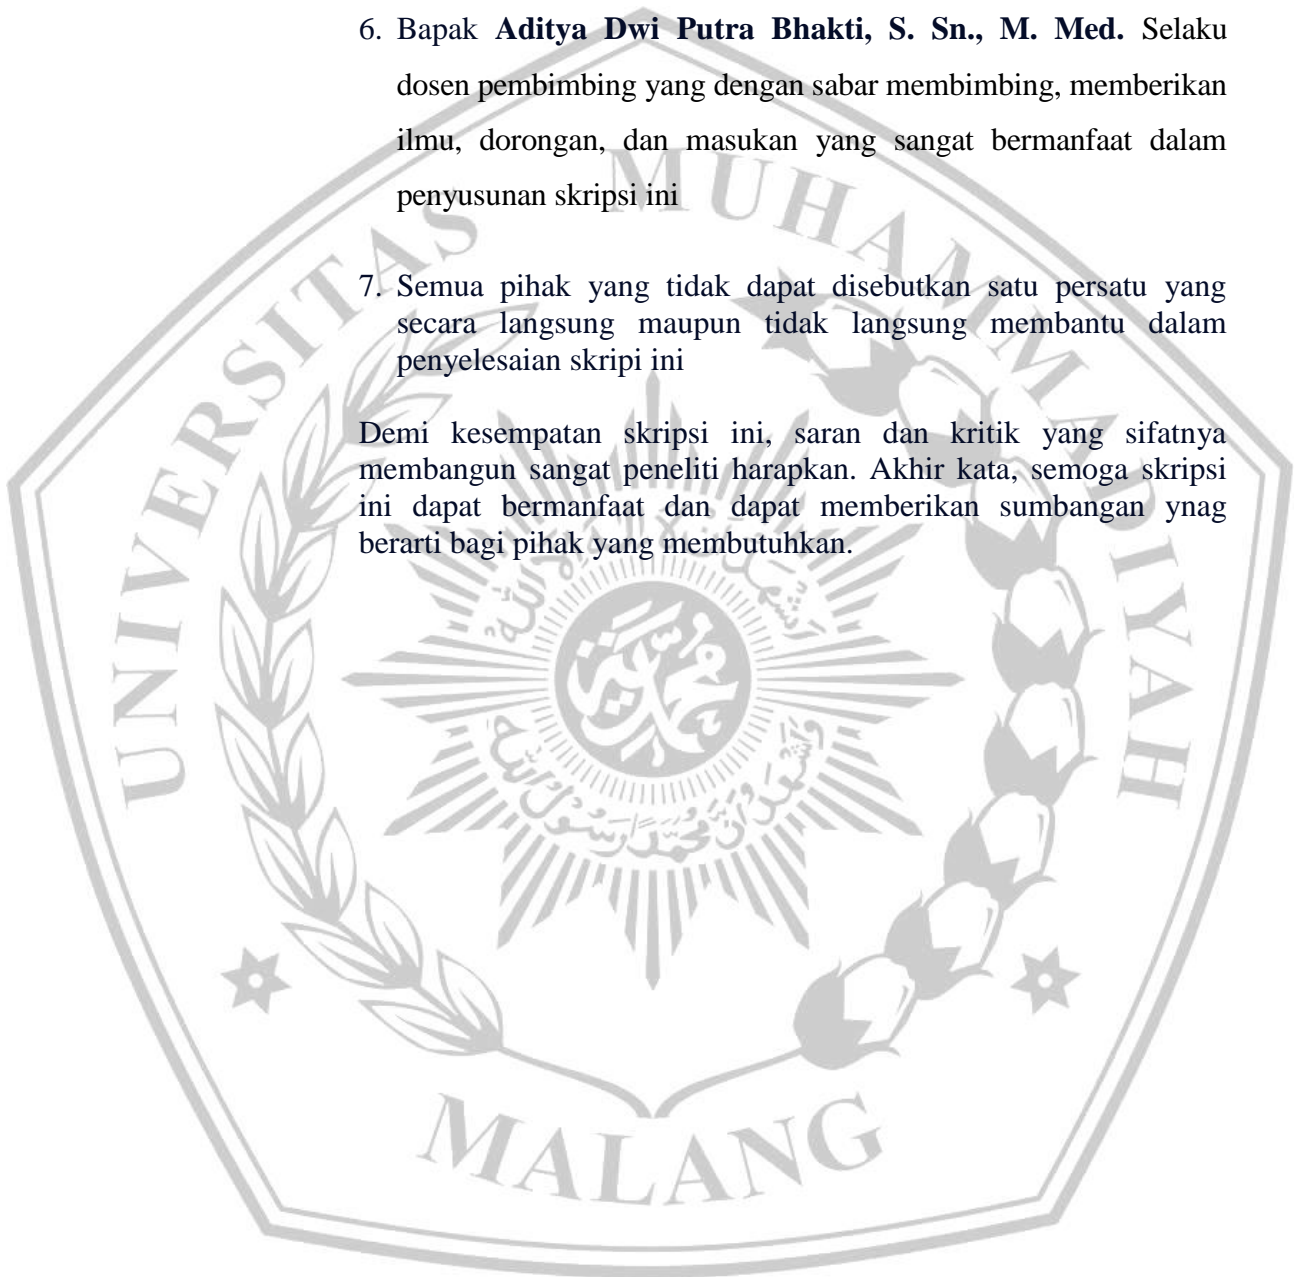 6. Bapak Aditya Dwi Putra Bhakti, S. Sn., M. Med. Selaku
dosen pembimbing yang dengan sabar membimbing, memberikan
ilmu, dorongan, dan masukan yang sangat bermanfaat dalam
penyusunan skripsi ini
7. Semua pihak yang tidak dapat disebutkan satu persatu yang
secara langsung maupun tidak langsung membantu dalam
penyelesaian skripi ini
Demi kesempatan skripsi ini, saran dan kritik yang sifatnya
membangun sangat peneliti harapkan. Akhir kata, semoga skripsi
ini dapat bermanfaat dan dapat memberikan sumbangan ynag
berarti bagi pihak yang membutuhkan.
UNIVERSITAS MUHAMMADIYAH
MALANG